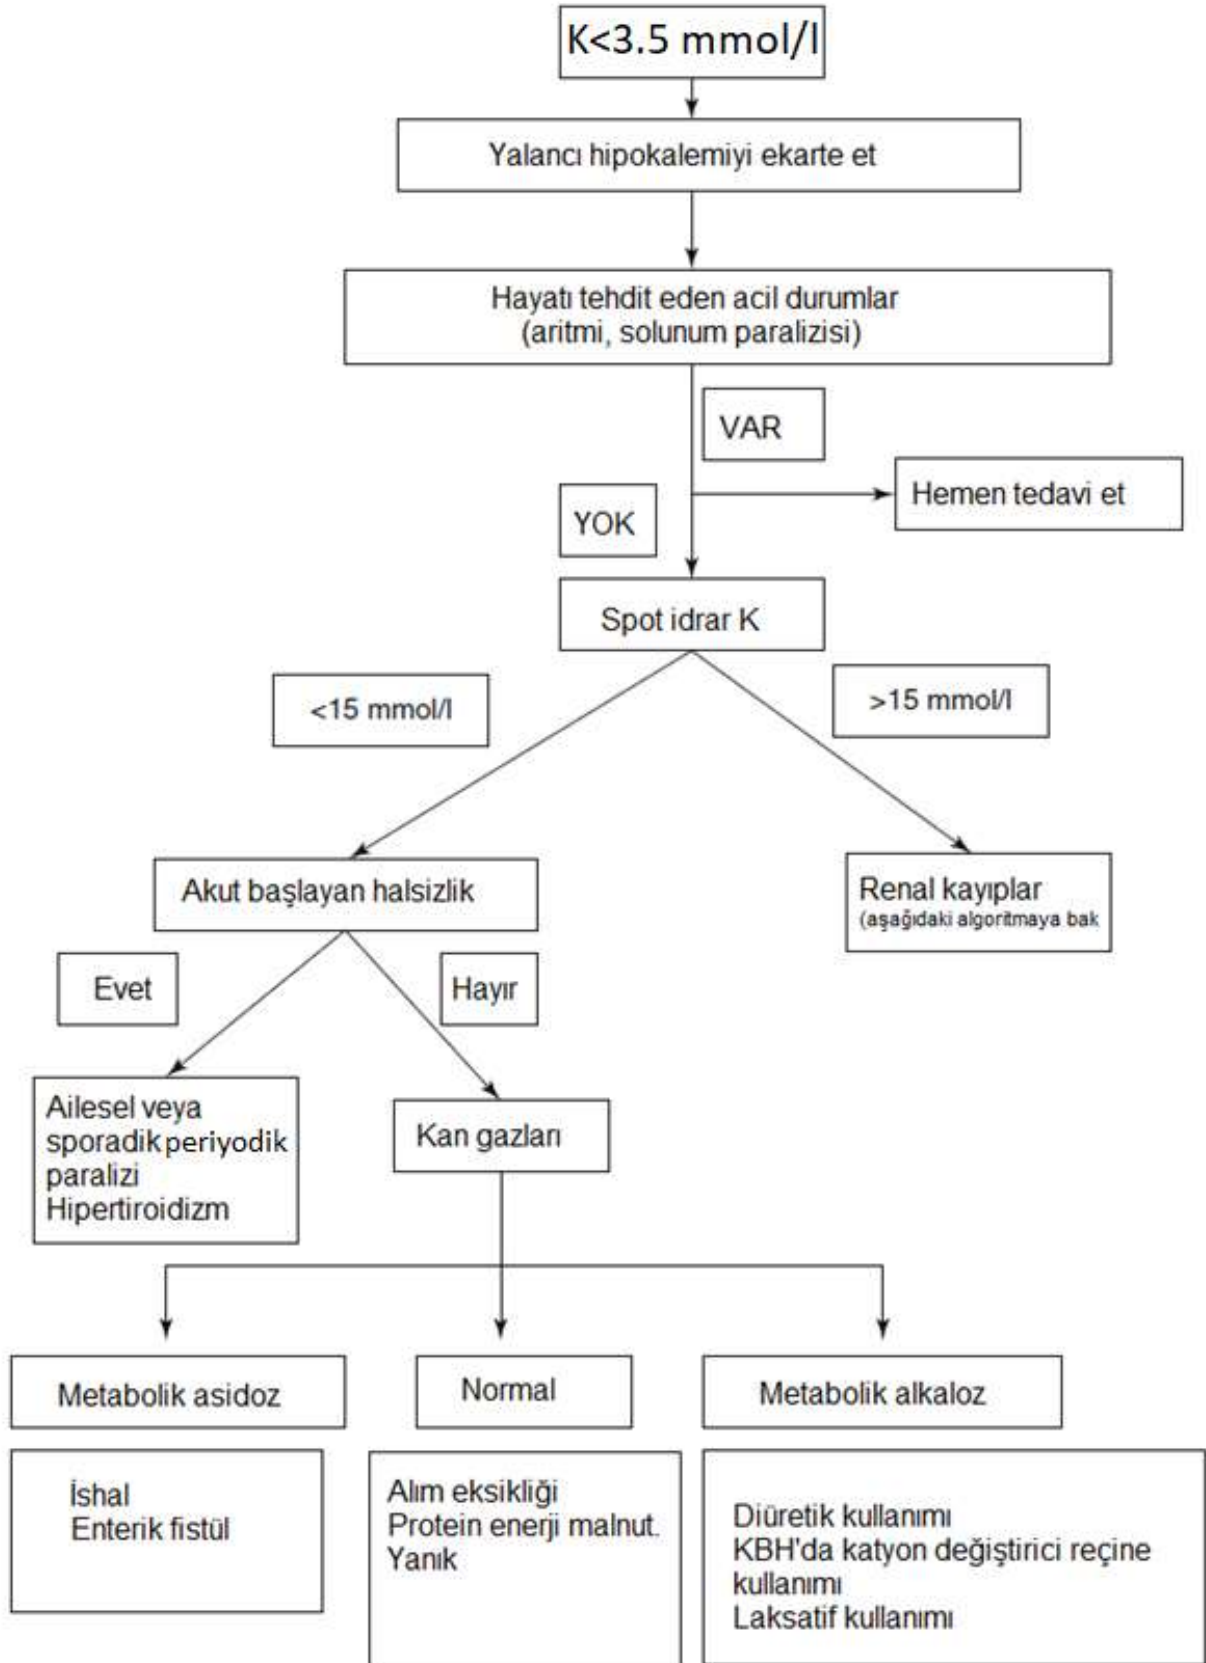 K<3.5 mmol/l
Yalancı hipokalemiyi ekarte et
Hayatı tehdit eden acil durumlar
(aritmi, solunum paralizisi)
VAR
Hemen tedavi et
YOK
Spot idrar K
<15 mmol/l
>15 mmol/l
Akut başlayan halsizlik
Renal kayıplar
(aşağıdaki algoritmaya bak
Evet
Hayır
Ailesel veya
sporadik periyodik
paralizi
Hipertiroidizm
Kan gazları
Metabolik asidoz
Normal
Metabolik alkaloz
İshal
Enterik fistül
Alım eksikliği
Protein enerji malnut.
Yanık
Diüretik kullanımı
KBH'da katyon değiştirici reçine
kullanımı
Laksatif kullanımı